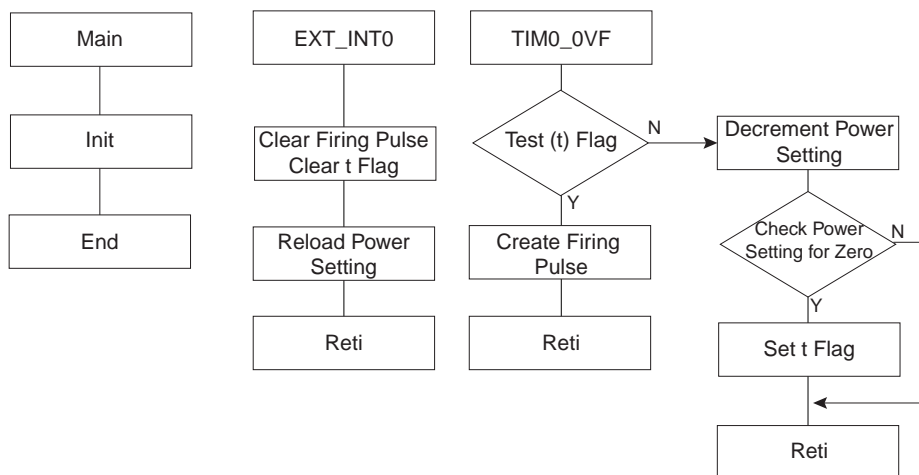 Main
Init
End
EXT_INT0
Clear Firing Pulse
Clear t Flag
Reload Power
Setting
Reti
TIM0_0VF
Test (t) Flag
N
Y
Create Firing
Pulse
Reti
Decrement Power
Setting
Check Power
Setting for Zero
N
Y
Set t Flag
Reti